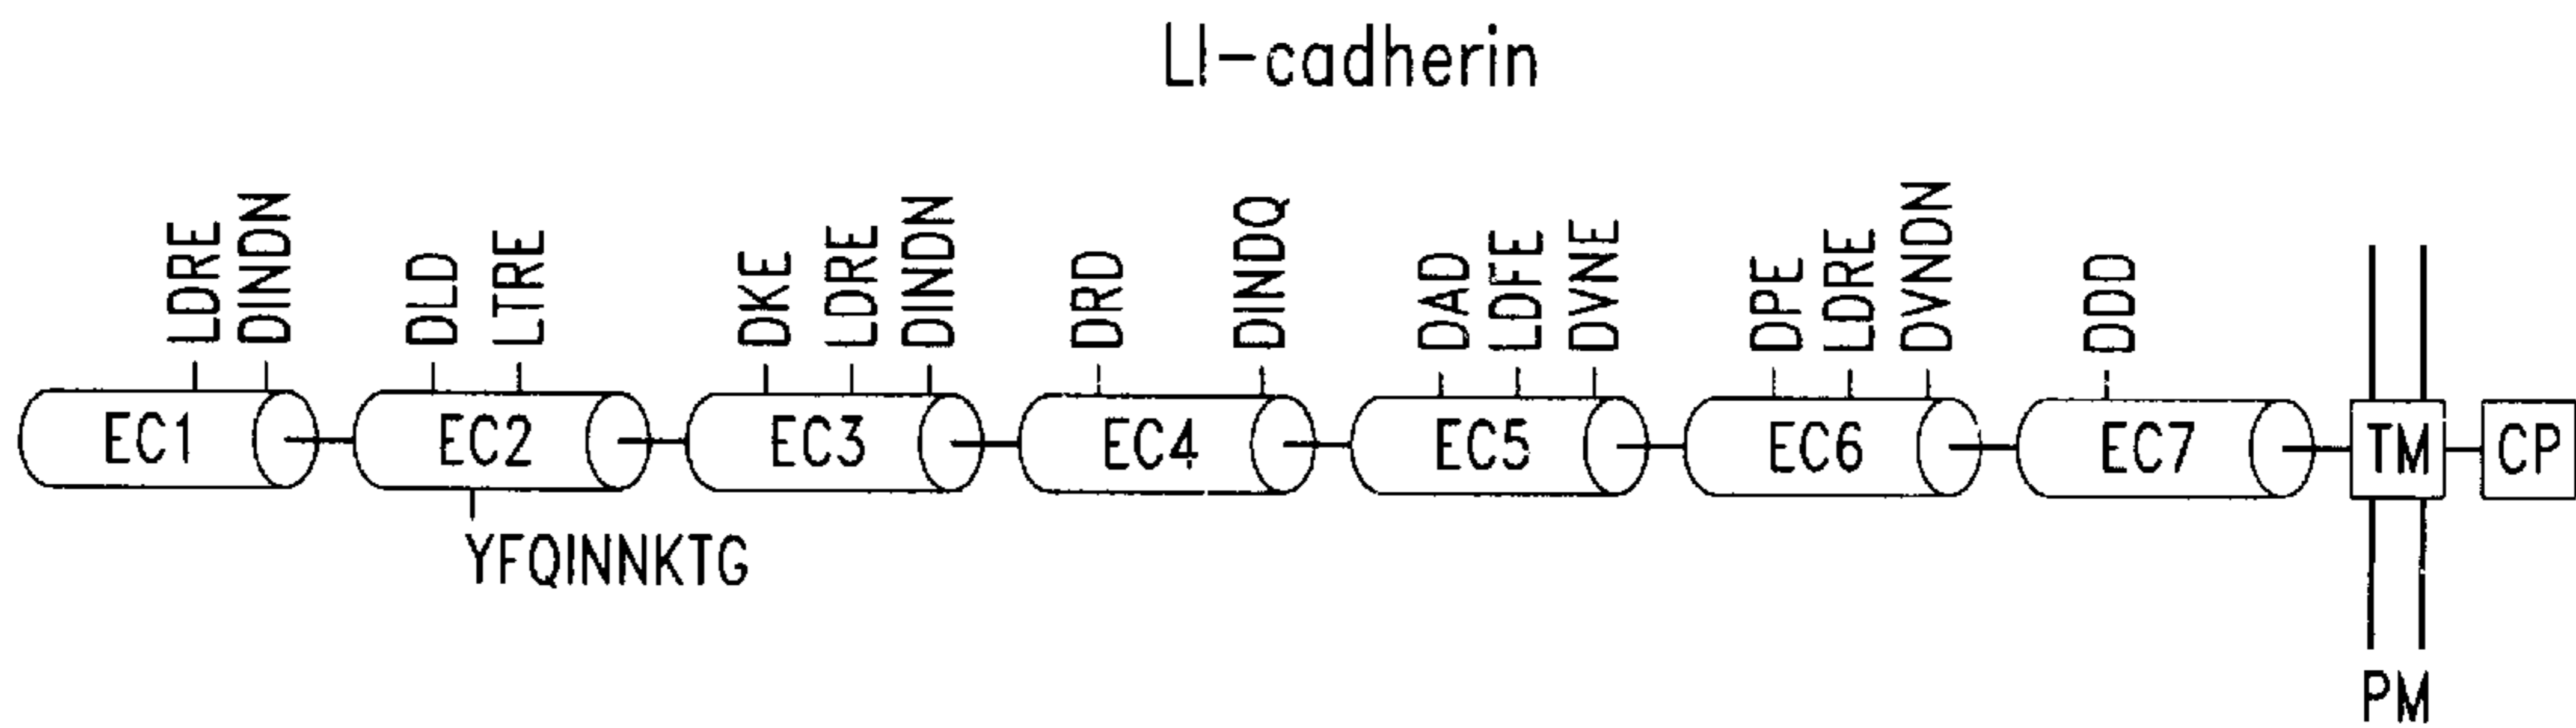 LI-cadherin
LDRE
DINDN
DLD
LTRE
DKE
LDRE
DINDN
DRD
DINDQ
DAD
LDFE
DVNE
DPE
LDRE
DVNDN
DDD
EC1
EC2
EC3
EC4
EC5
EC6
EC7
TM
CP
YFQINNKTG
PM